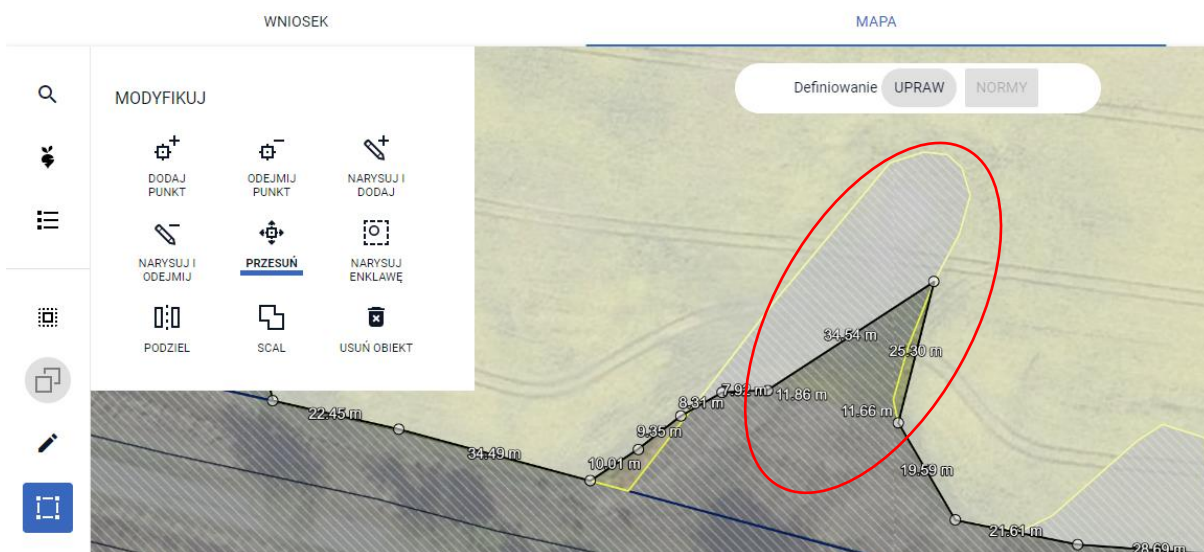 WNIOSEK
MAPA
MODYFIKUJ
Definiowanie UPRAW NORMY
DODAJ
PUNKT
ODEJMIJ
PUNKT
NARYSUJ I
DODAJ
NARYSUJ I
ODEJMIJ
PRZESUŃ
NARYSUJ
ENKLAWĘ
PODZIEL
SCAL
USUŃ OBIEKT
34.54 m
25.30 m
7.92 m
11.86 m
8.31 m
11.66 m
22.45 m
9.35 m
34.49 m
10.01 m
19.59 m
21.61 m
28.69 m